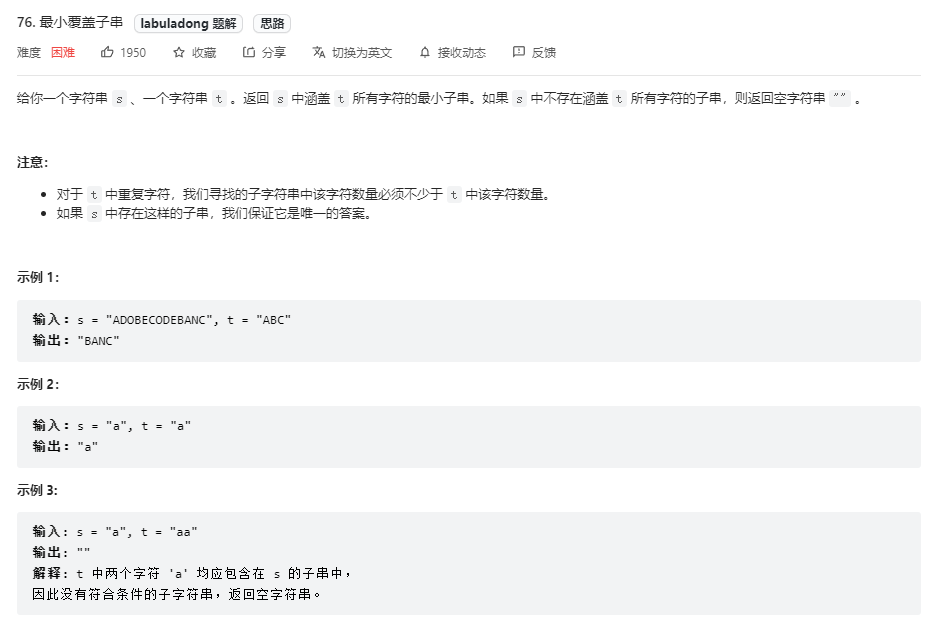 76. 最小覆盖子串 labuladong 题解 思路
难度 困难 1950 收藏 分享 切换为英文 接收动态 反馈
给你一个字符串 s 、一个字符串 t 。返回 s 中涵盖 t 所有字符的最小子串。如果 s 中不存在涵盖 t 所有字符的子串，则返回空字符串 "" 。
注意：
• 对于 t 中重复字符，我们寻找的子字符串中该字符数量必须不少于 t 中该字符数量。
• 如果 s 中存在这样的子串，我们保证它是唯一的答案。
示例 1：
输入：s = "ADOBECODEBANC", t = "ABC"
输出："BANC"
示例 2：
输入：s = "a", t = "a"
输出："a"
示例 3:
输入: s = "a", t = "aa"
输出: ""
解释: t 中两个字符 'a' 均应包含在 s 的子串中，
因此没有符合条件的子字符串，返回空字符串。